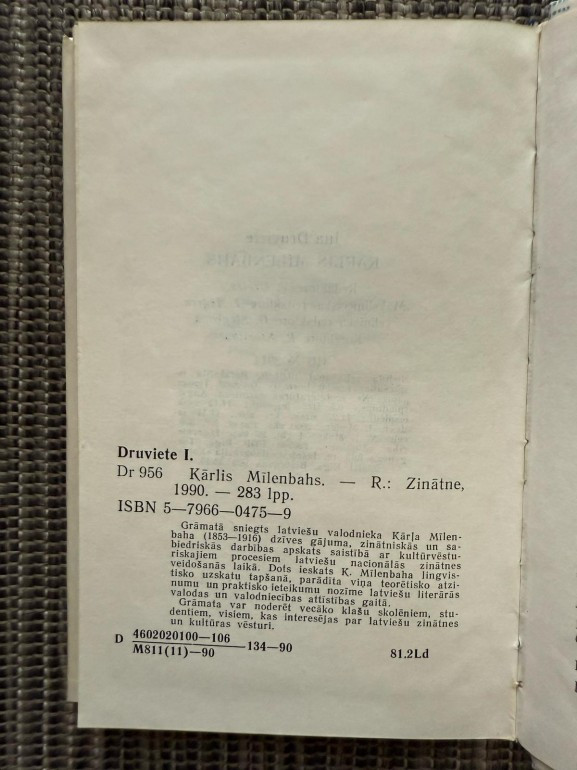 Druviete I.
Dr 956 Kārlis Mīlenbahs. — R.: Zinātne,
1990. — 283 lpp.
ISBN 5—7966—0475—9
Grāmatā sniegts latviešu valodnieka Kārļa Mīlen-
baha (1853—1916) dzīves gājuma, zinātniskās un sa-
biedriskās darbības apskats saistībā ar kultūrvēstu-
riskajiem procesiem latviešu nacionālās zinātnes
veidošanās laikā. Dots ieskats K. Mīlenbaha lingvis-
tisko uzskatu tapšanā, parādīta viņa teorētisko atzi-
numu un praktisko ieteikumu nozīme latviešu literārās
valodas un valodniecības attīstības gaitā.
Grāmata var noderēt vecāko klašu skolēniem, stu-
dentiem, visiem, kas interesējas par latviešu zinātnes
un kultūras vēsturi.
D 4602020100—106
M811(11)—90 134—90 81.2Ld